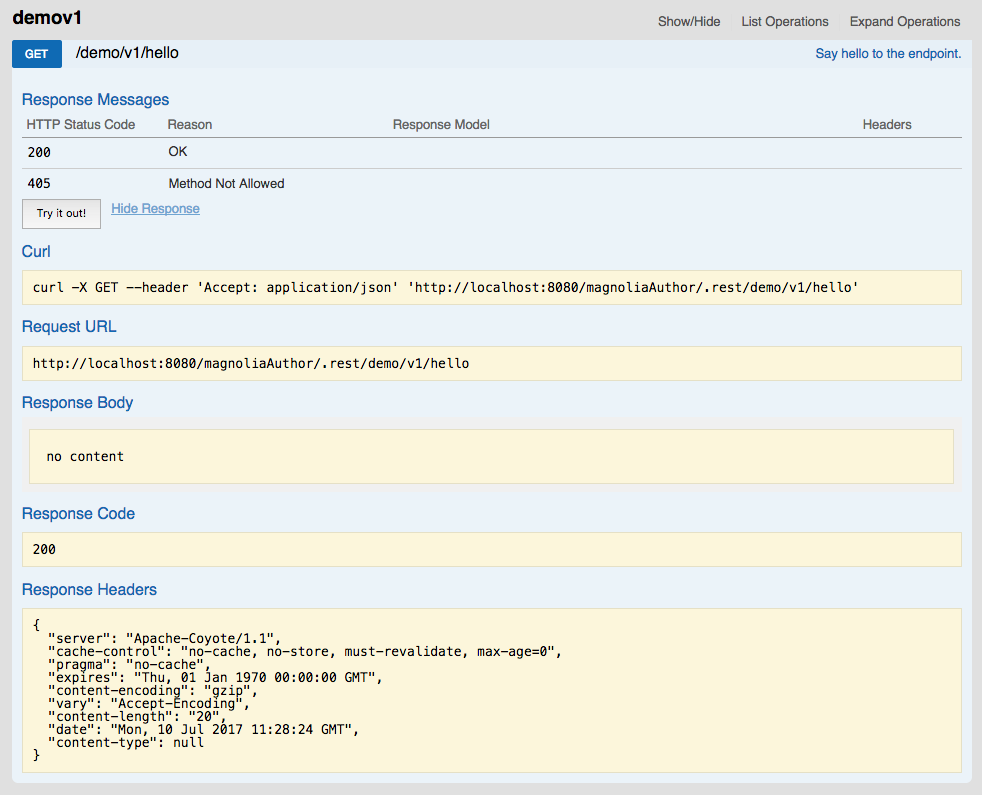 demov1
Show/Hide List Operations Expand Operations
GET /demo/v1/hello Say hello to the endpoint.
Response Messages
HTTP Status Code Reason Response Model Headers
200 OK
405 Method Not Allowed
Try it out! Hide Response
Curl
curl -X GET --header 'Accept: application/json' 'http://localhost:8080/magnoliaAuthor/.rest/demo/v1/hello'
Request URL
http://localhost:8080/magnoliaAuthor/.rest/demo/v1/hello
Response Body
no content
Response Code
200
Response Headers
{
"server": "Apache-Coyote/1.1",
"cache-control": "no-cache, no-store, must-revalidate, max-age=0",
"pragma": "no-cache",
"expires": "Thu, 01 Jan 1970 00:00:00 GMT",
"content-encoding": "gzip",
"vary": "Accept-Encoding",
"content-length": "20",
"date": "Mon, 10 Jul 2017 11:28:24 GMT",
"content-type": null
}